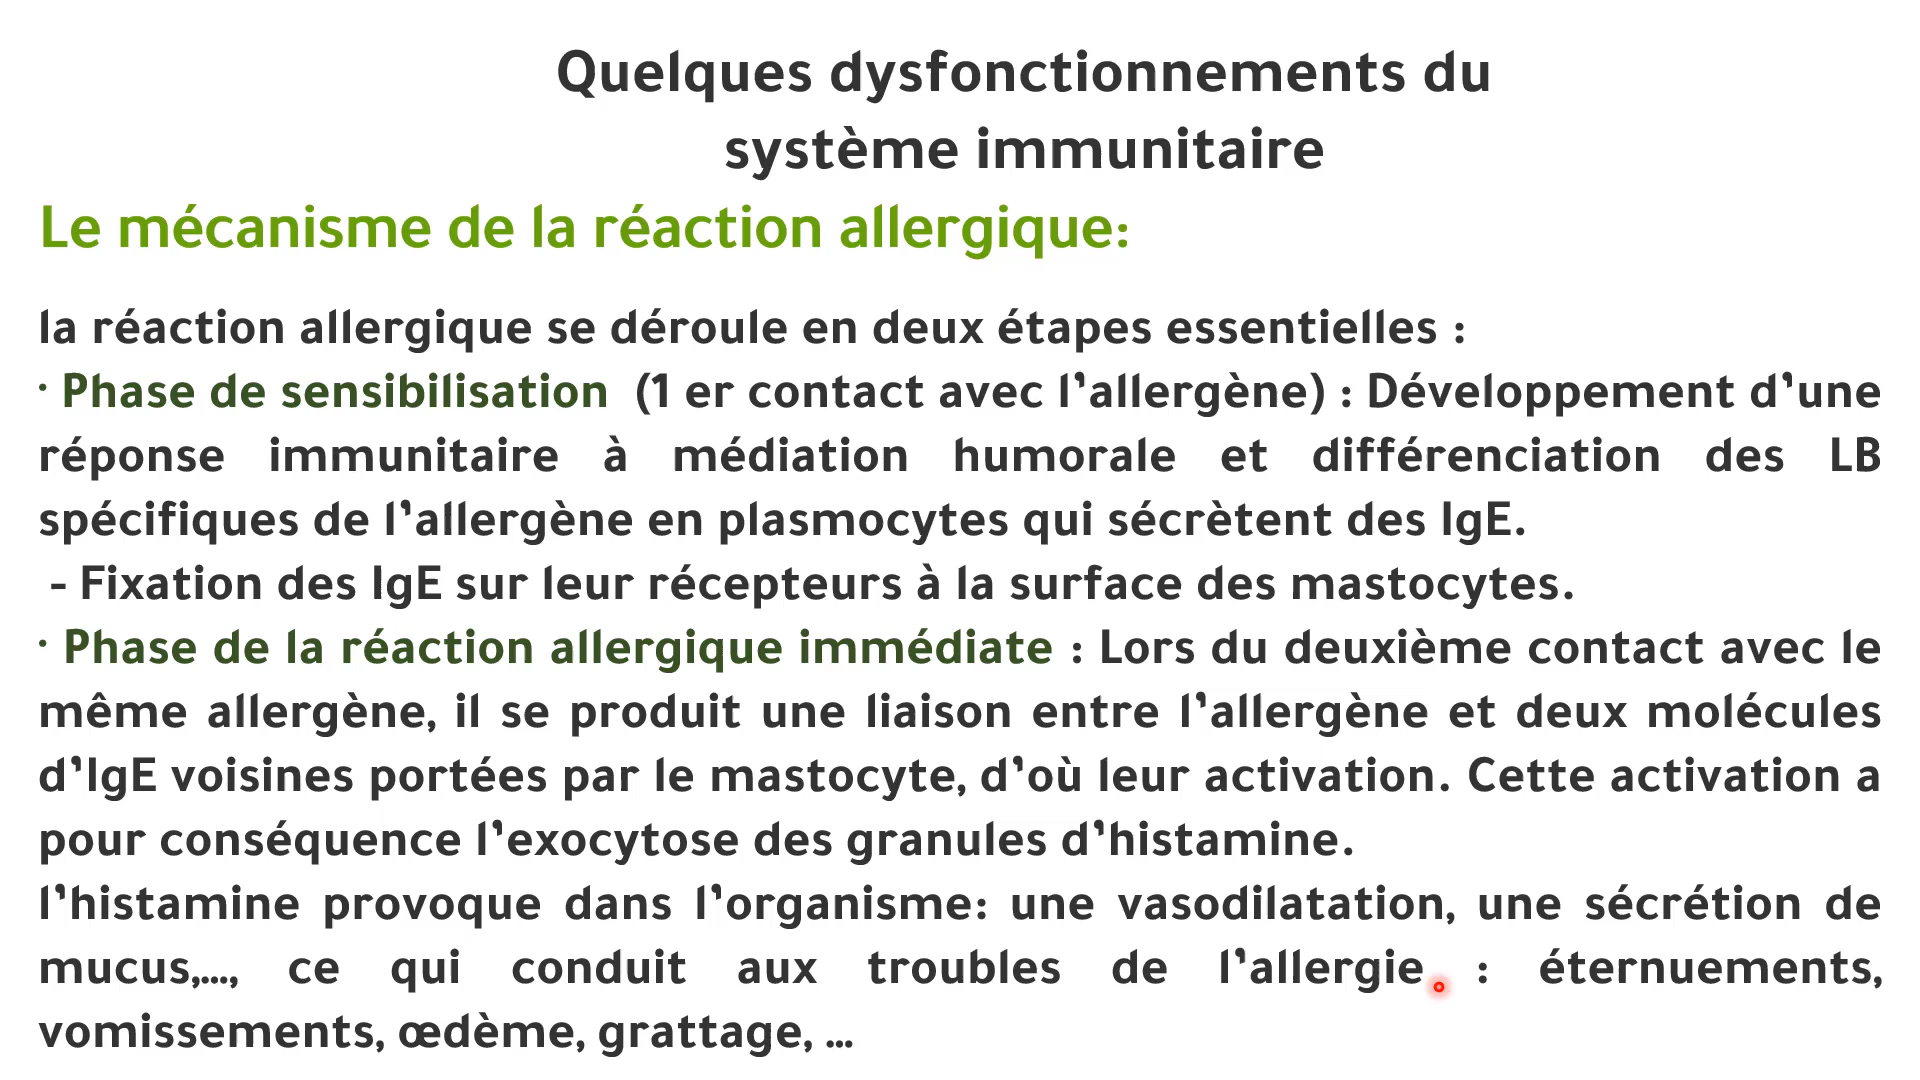 Quelques dysfonctionnements du
système immunitaire
Le mécanisme de la réaction allergique:
la réaction allergique se déroule en deux étapes essentielles :
· Phase de sensibilisation (1 er contact avec l’allergène) : Développement d’une
réponse immunitaire à médiation humorale et différenciation des LB
spécifiques de l’allergène en plasmocytes qui sécrètent des IgE.
- Fixation des IgE sur leur récepteurs à la surface des mastocytes.
· Phase de la réaction allergique immédiate : Lors du deuxième contact avec le
même allergène, il se produit une liaison entre l’allergène et deux molécules
d’IgE voisines portées par le mastocyte, d’où leur activation. Cette activation a
pour conséquence l’exocytose des granules d’histamine.
l’histamine provoque dans l’organisme: une vasodilatation, une sécrétion de
mucus,…, ce qui conduit aux troubles de l’allergie : éternuements,
vomissements, œdème, grattage, …